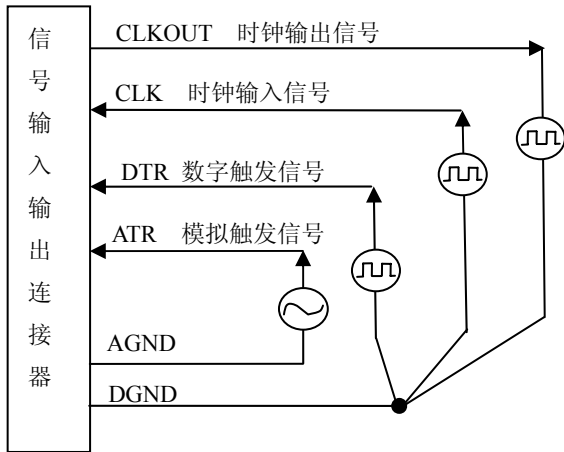 信号输入输出连接器
CLKOUT 时钟输出信号
CLK 时钟输入信号
DTR 数字触发信号
ATR 模拟触发信号
AGND
DGND